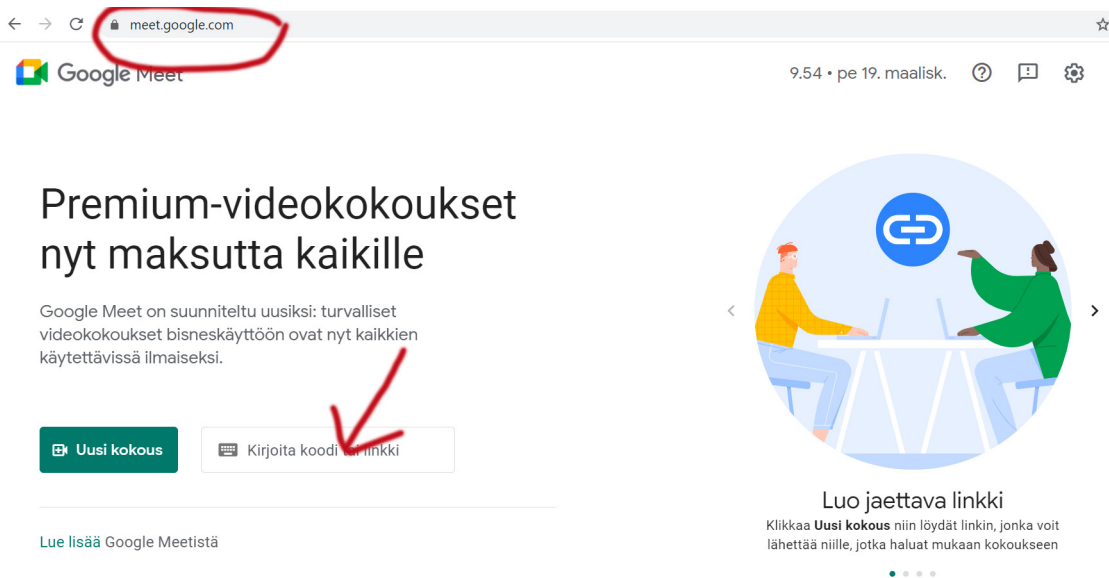 meet.google.com
Google Meet
9.54 • pe 19. maalisk.
Premium-videokokoukset
nyt maksutta kaikille
Google Meet on suunniteltu uusiksi: turvalliset
videokokoukset bisneskäyttöön ovat nyt kaikkien
käytettävissä ilmaiseksi.
Uusi kokous
Kirjoita koodi tai linkki
Lue lisää Google Meetistä
Luo jaettava linkki
Klikkaa Uusi kokous niin löydät linkin, jonka voit
lähettää niille, jotka haluat mukaan kokoukseen